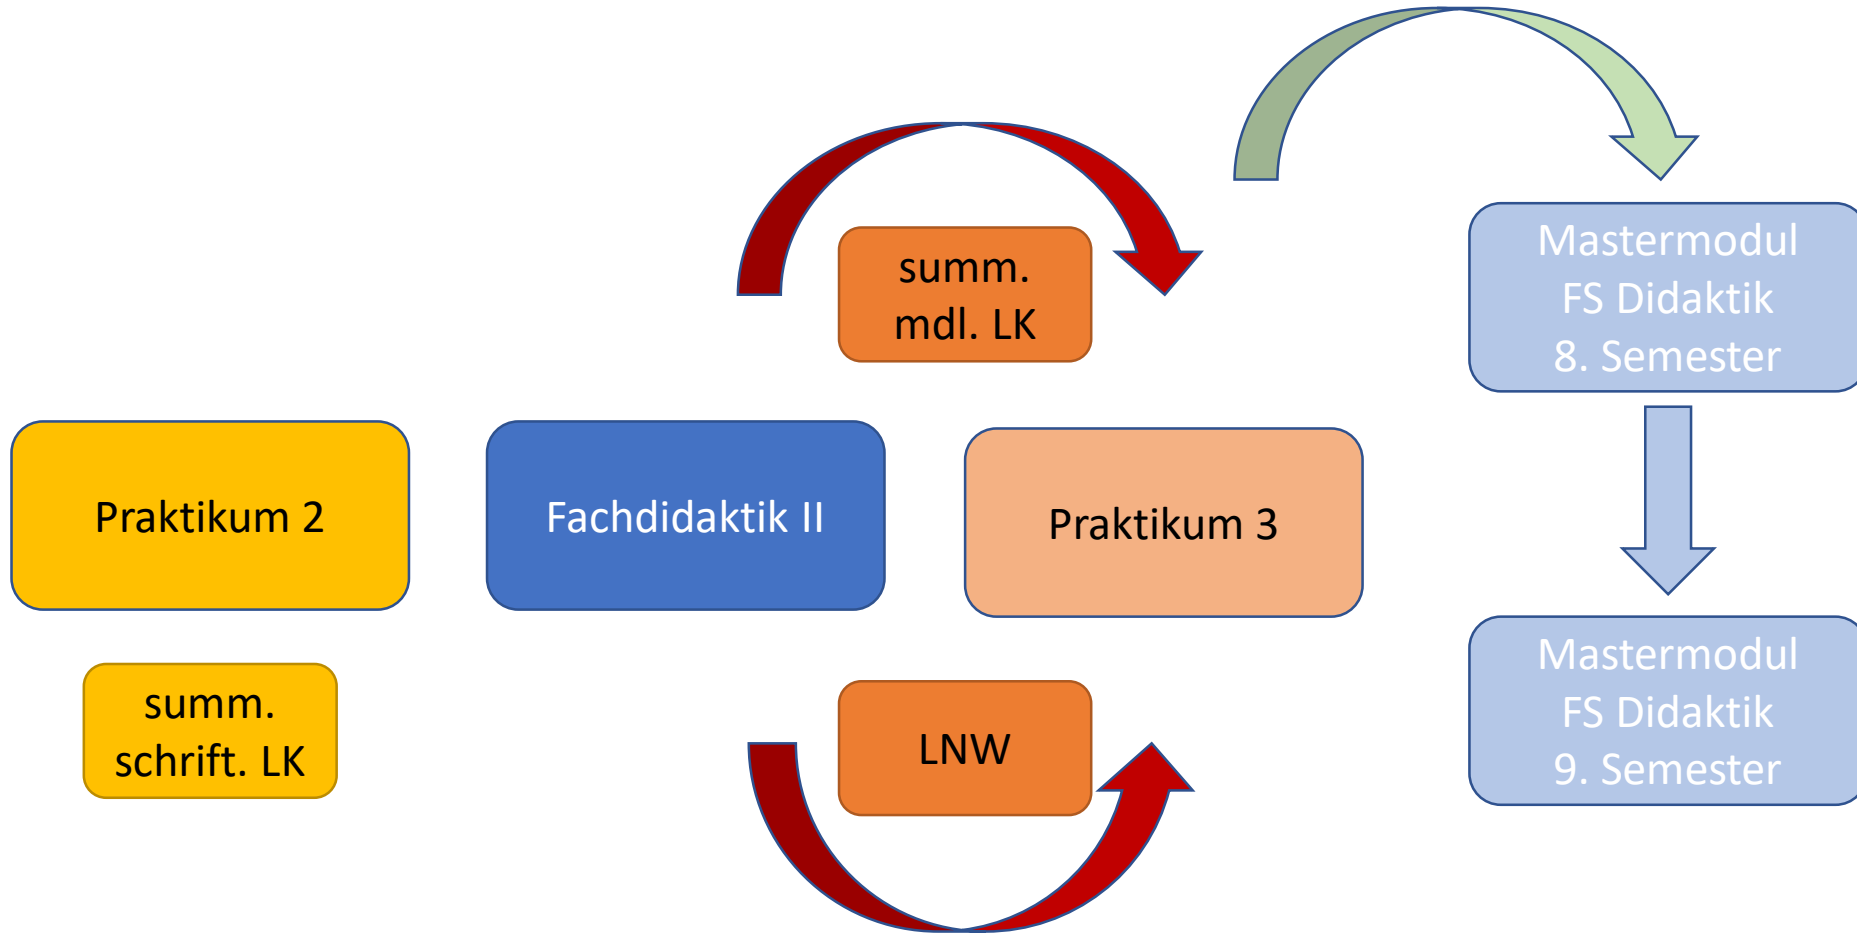 Praktikum 2
summ.
schrift. LK
Fachdidaktik II
summ.
mdl. LK
LNW
Praktikum 3
Mastermodul
FS Didaktik
8. Semester
Mastermodul
FS Didaktik
9. Semester